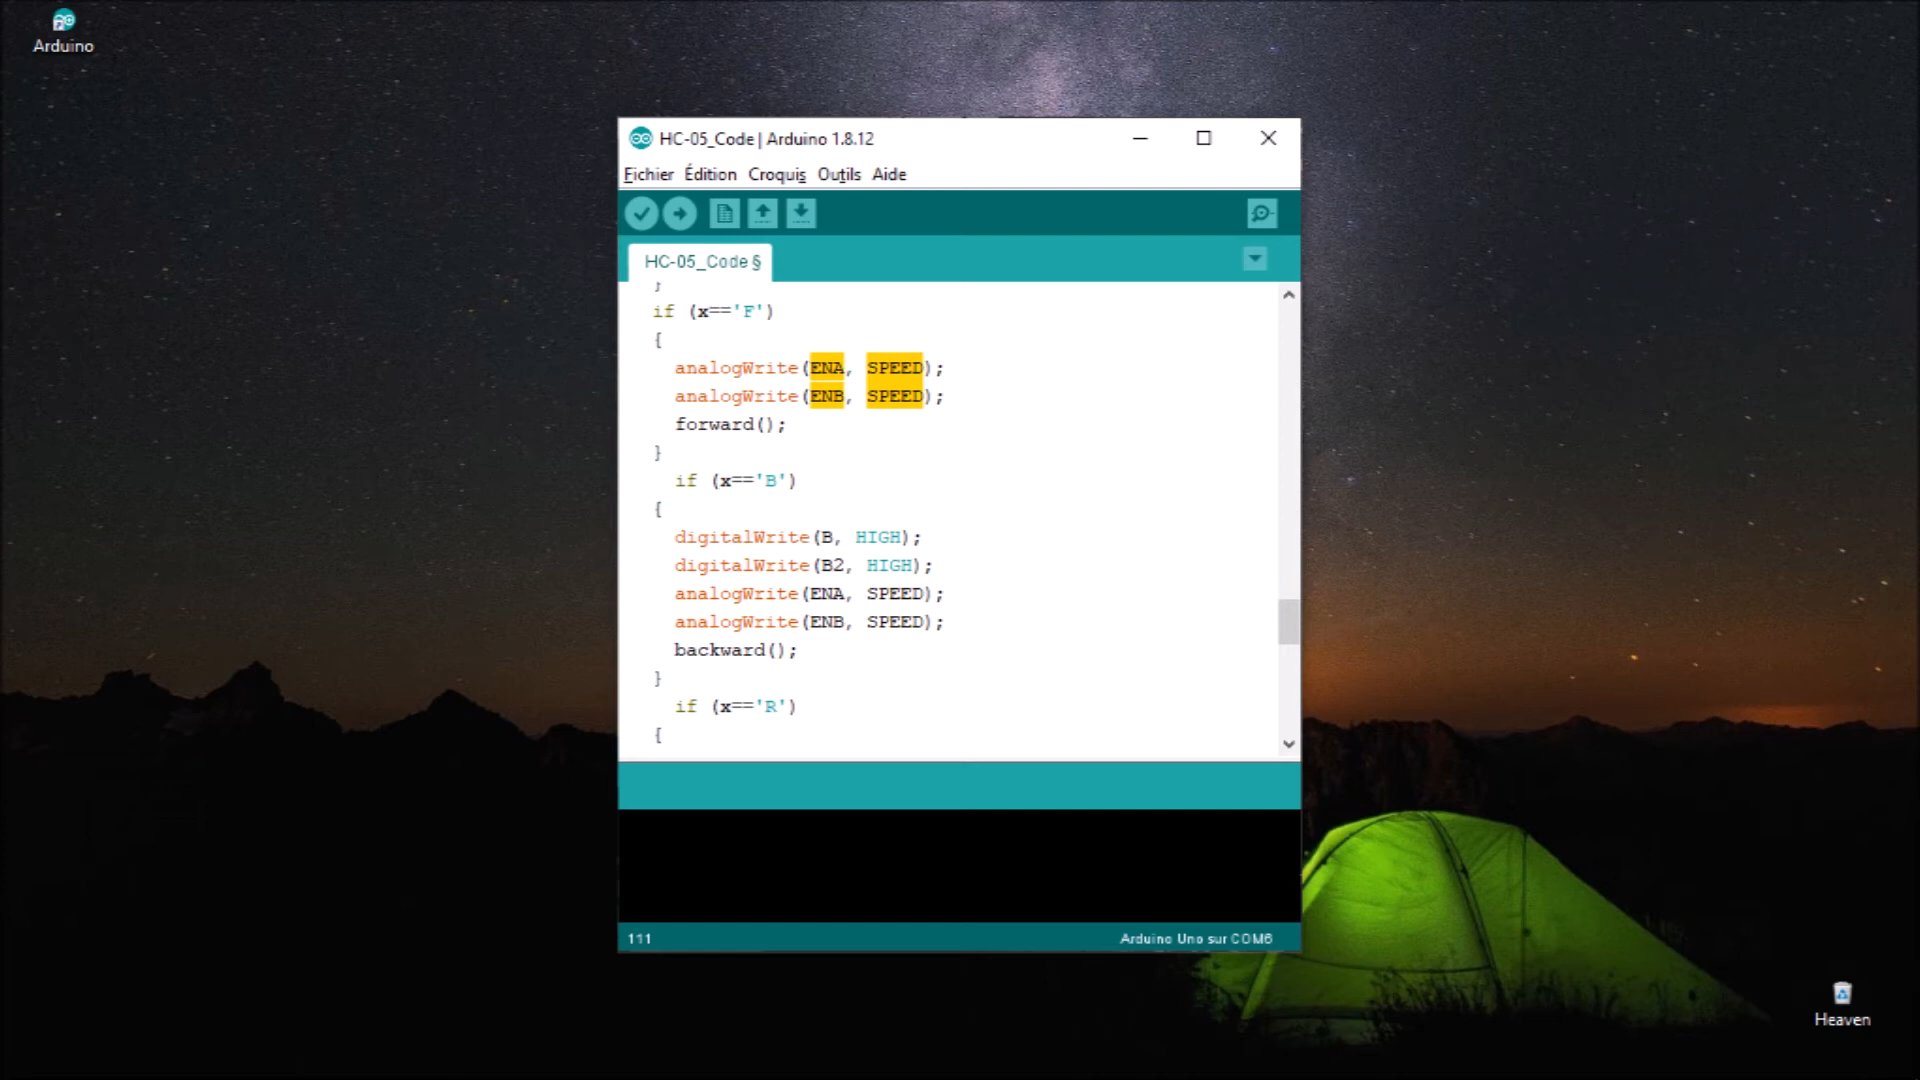 Arduino
HC-05_Code | Arduino 1.8.12
Fichier Édition Croquis Outils Aide
HC-05_Code §
}
if (x=='F')
{
analogWrite(ENA, SPEED);
analogWrite(ENB, SPEED);
forward();
}
if (x=='B')
{
digitalWrite(B, HIGH);
digitalWrite(B2, HIGH);
analogWrite(ENA, SPEED);
analogWrite(ENB, SPEED);
backward();
}
if (x=='R')
{
111
Arduino Uno sur COM6
Heaven